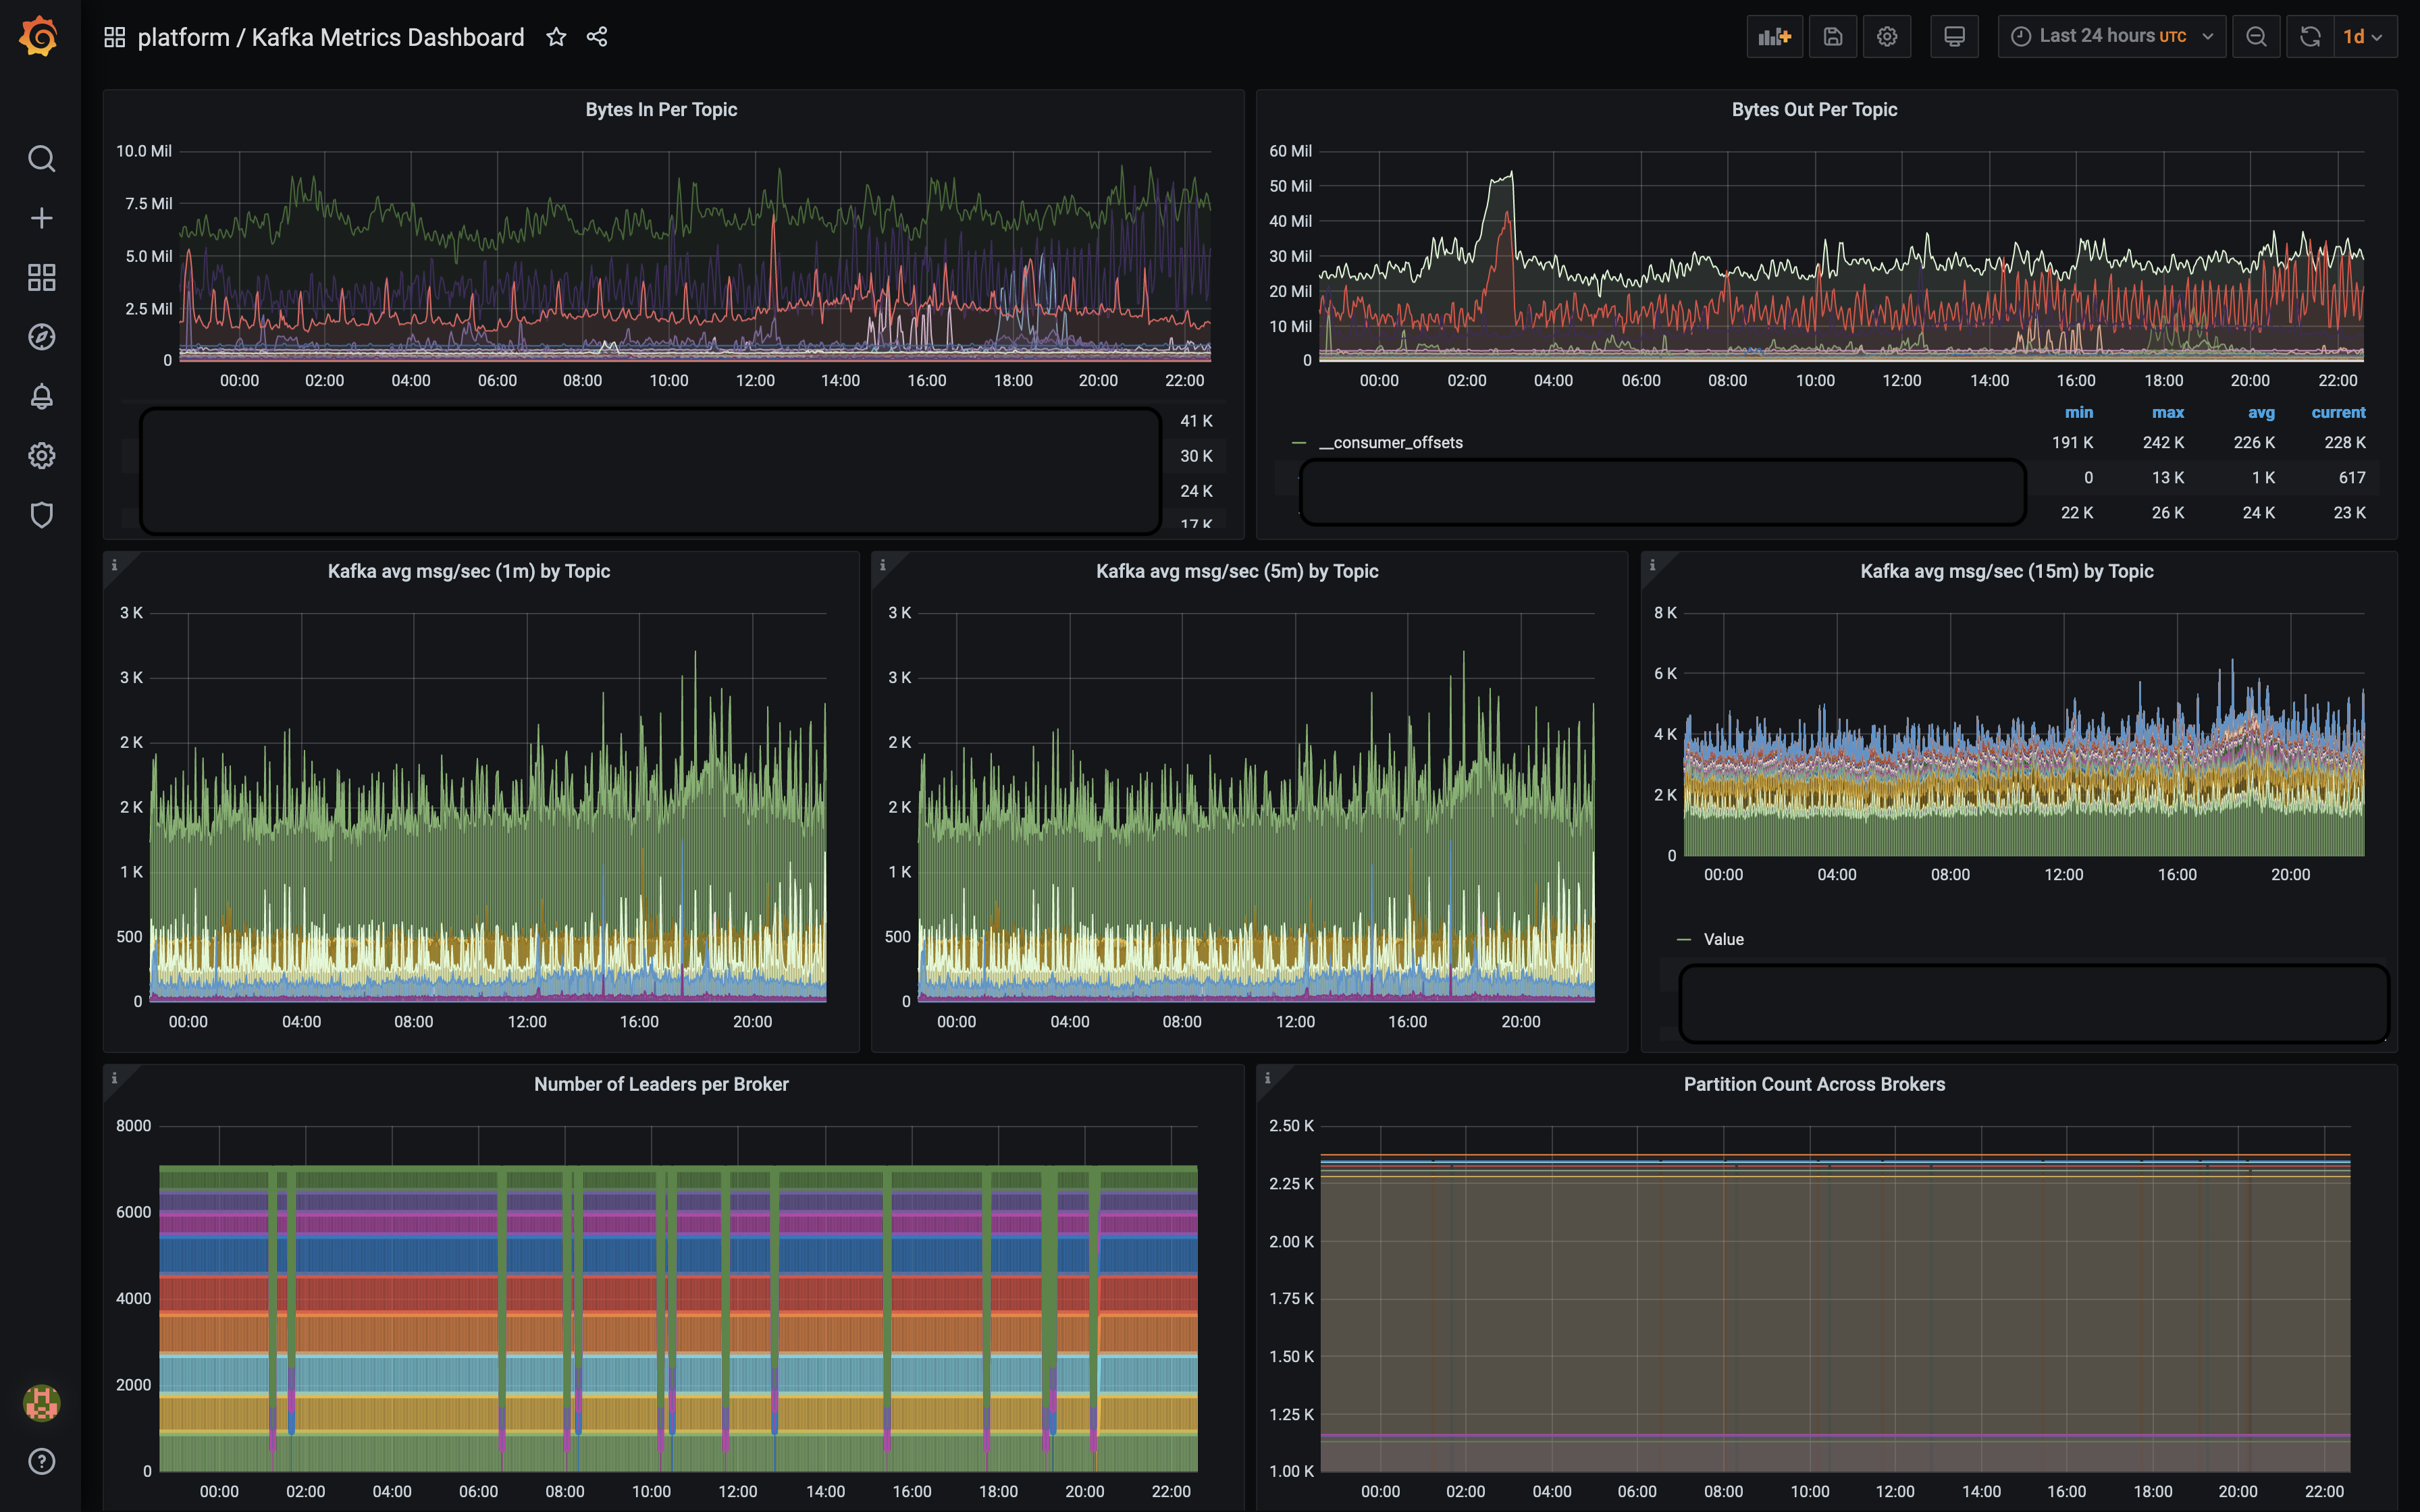 platform / Kafka Metrics Dashboard
Last 24 hours UTC
1d
Bytes In Per Topic
10.0 Mil
7.5 Mil
5.0 Mil
2.5 Mil
0
00:00 02:00 04:00 06:00 08:00 10:00 12:00 14:00 16:00 18:00 20:00 22:00
41 K
30 K
24 K
17 K
Bytes Out Per Topic
60 Mil
50 Mil
40 Mil
30 Mil
20 Mil
10 Mil
0
00:00 02:00 04:00 06:00 08:00 10:00 12:00 14:00 16:00 18:00 20:00 22:00
min max avg current
__consumer_offsets 191 K 242 K 226 K 228 K
0 13 K 1 K 617
22 K 26 K 24 K 23 K
Kafka avg msg/sec (1m) by Topic
3 K
3 K
2 K
2 K
1 K
500
0
00:00 04:00 08:00 12:00 16:00 20:00
Kafka avg msg/sec (5m) by Topic
3 K
3 K
2 K
2 K
1 K
500
0
00:00 04:00 08:00 12:00 16:00 20:00
Kafka avg msg/sec (15m) by Topic
8 K
6 K
4 K
2 K
0
00:00 04:00 08:00 12:00 16:00 20:00
Value
Number of Leaders per Broker
8000
6000
4000
2000
0
00:00 02:00 04:00 06:00 08:00 10:00 12:00 14:00 16:00 18:00 20:00 22:00
Partition Count Across Brokers
2.50 K
2.25 K
2.00 K
1.75 K
1.50 K
1.25 K
1.00 K
00:00 02:00 04:00 06:00 08:00 10:00 12:00 14:00 16:00 18:00 20:00 22:00